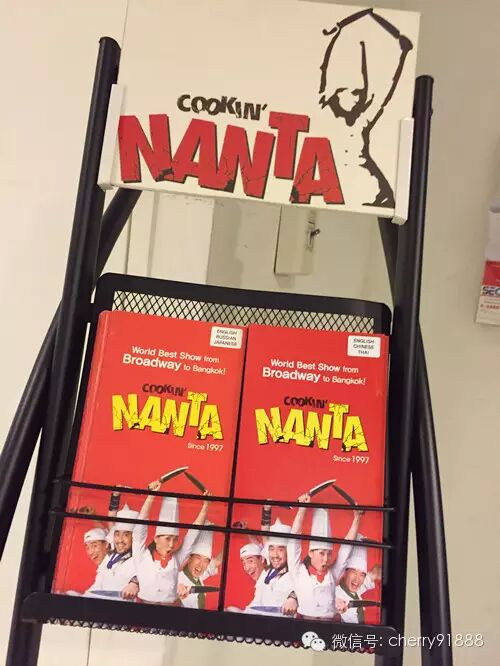 COOKIN'
NANTA
ENGLISH
RUSSIAN
JAPANESE
World Best Show from
Broadway to Bangkok!
COOKIN'
NANTA
Since 1997
ENGLISH
CHINESE
THAI
World Best Show from
Broadway to Bangkok!
COOKIN'
NANTA
Since 1997
微信号: cherry91888